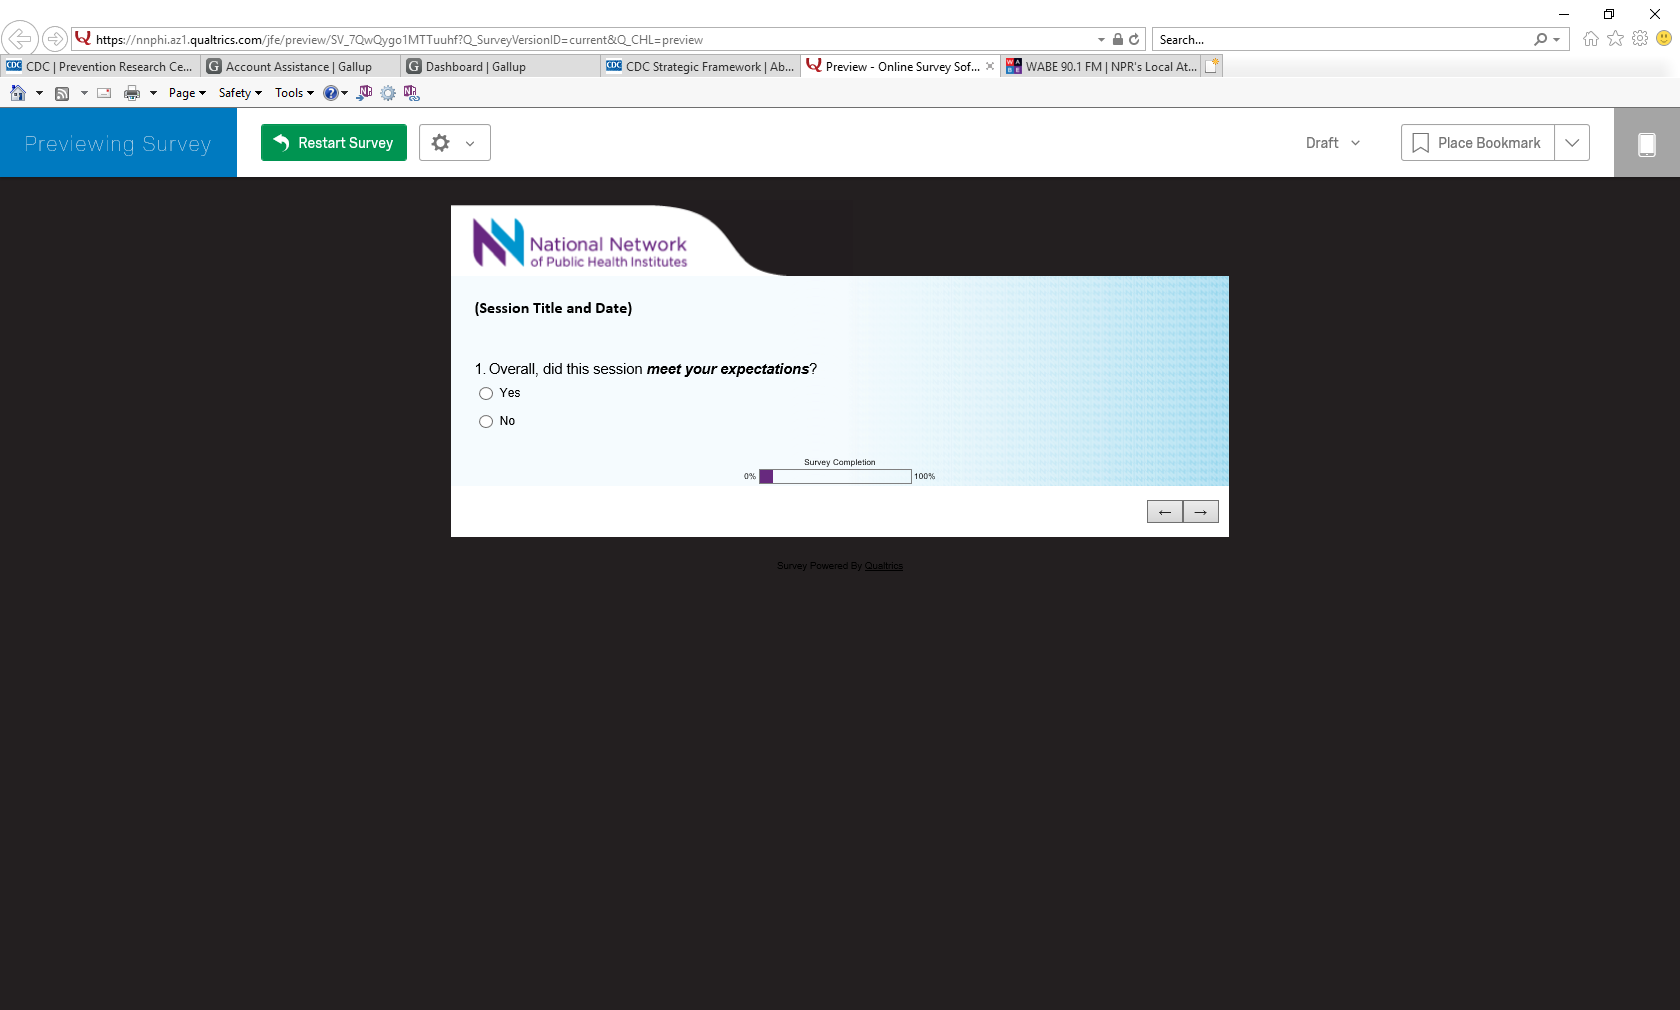 https://nnphi.az1.qualtrics.com/jfe/preview/SV_7QwQygo1MTTuuhf?Q_SurveyVersionID=current&Q_CHL=preview
Search...
CDC | Prevention Research Ce...
Account Assistance | Gallup
Dashboard | Gallup
CDC Strategic Framework | Ab...
Preview - Online Survey Sof...
WABE 90.1 FM | NPR's Local At...
Page
Safety
Tools
Previewing Survey
Restart Survey
Draft
Place Bookmark
National Network
of Public Health Institutes
(Session Title and Date)
1. Overall, did this session meet your expectations?
Yes
No
Survey Completion
0%
100%
Survey Powered By Qualtrics